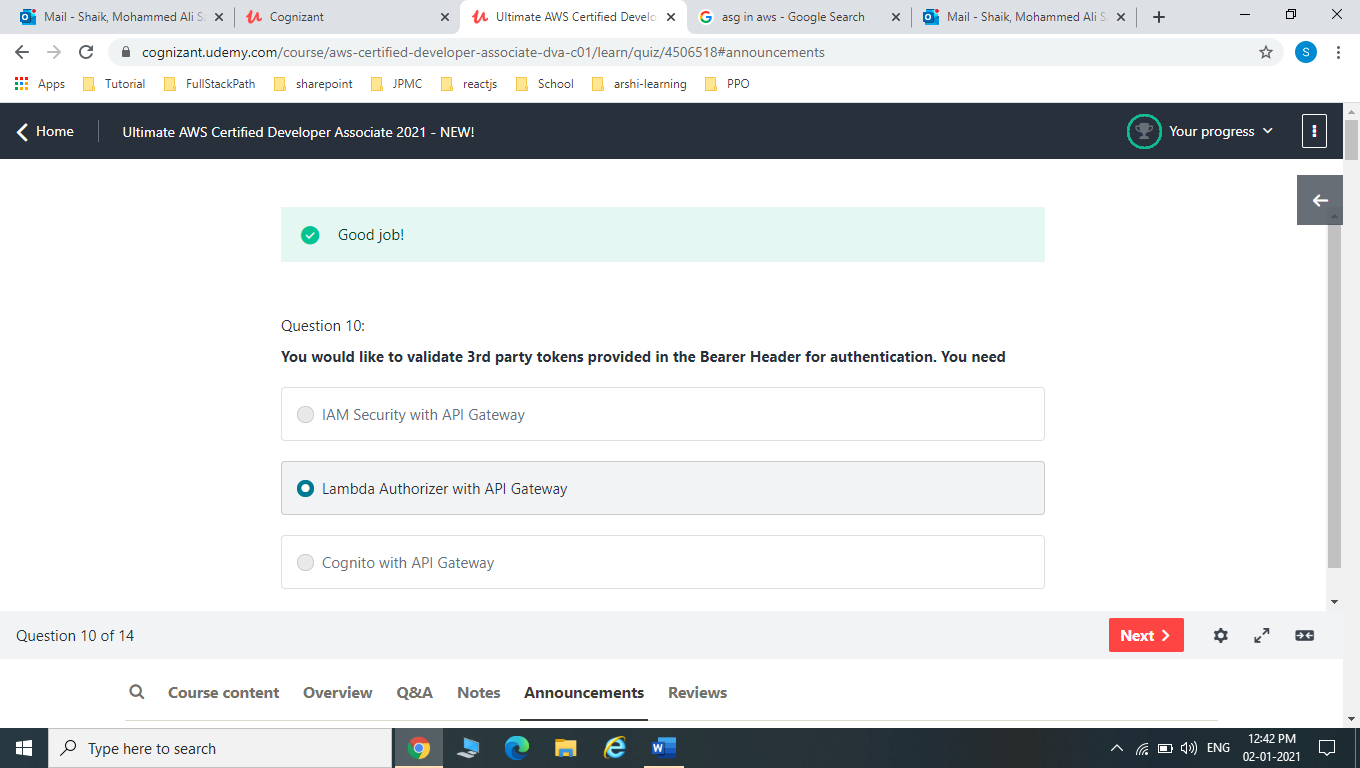 Mail - Shaik, Mohammed Ali S
Cognizant
Ultimate AWS Certified Develo
asg in aws - Google Search
Mail - Shaik, Mohammed Ali S
cognizant.udemy.com/course/aws-certified-developer-associate-dva-c01/learn/quiz/4506518#announcements
S
Apps
Tutorial
FullStackPath
sharepoint
JPMC
reactjs
School
arshi-learning
PPO
Home
Ultimate AWS Certified Developer Associate 2021 - NEW!
Your progress
Good job!
Question 10:
You would like to validate 3rd party tokens provided in the Bearer Header for authentication. You need
IAM Security with API Gateway
Lambda Authorizer with API Gateway
Cognito with API Gateway
Question 10 of 14
Next
Course content
Overview
Q&A
Notes
Announcements
Reviews
Type here to search
ENG
12:42 PM
02-01-2021